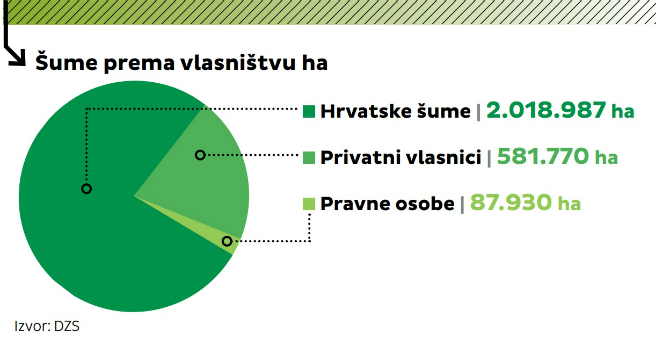 Šume prema vlasništvu ha
Hrvatske šume | 2.018.987 ha
Privatni vlasnici | 581.770 ha
Pravne osobe | 87.930 ha
Izvor: DZS